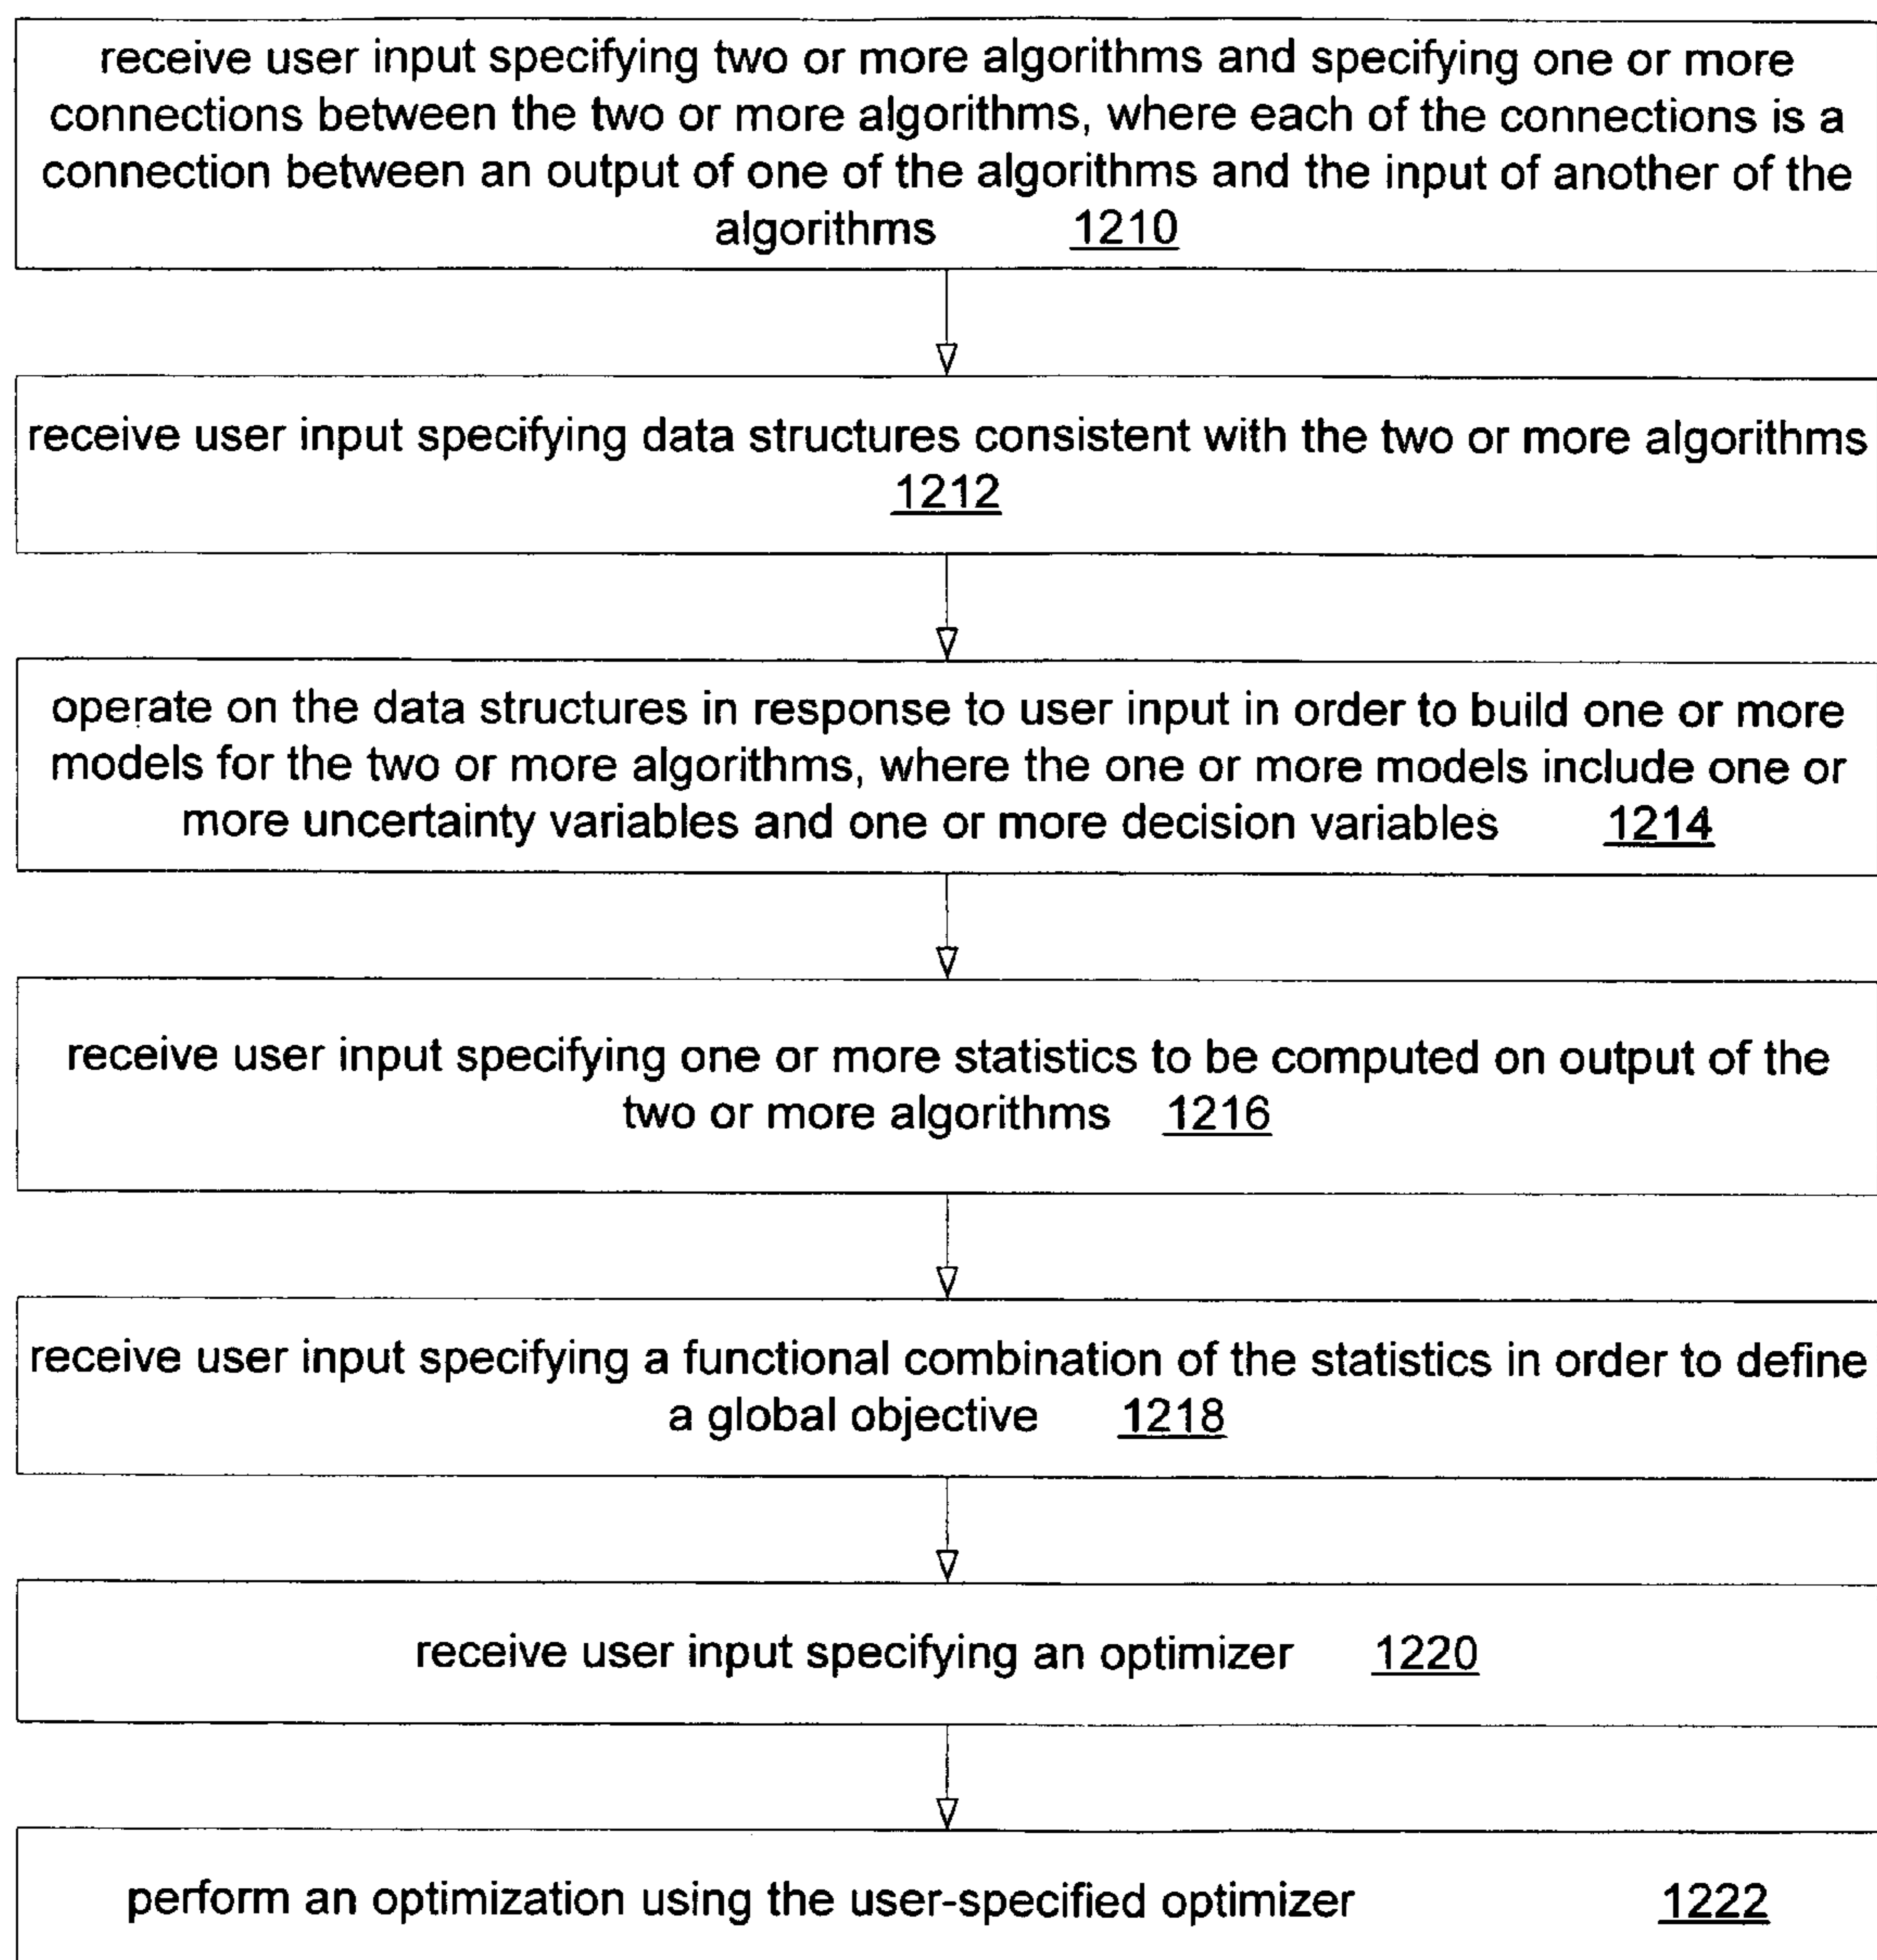 receive user input specifying two or more algorithms and specifying one or more
connections between the two or more algorithms, where each of the connections is a
connection between an output of one of the algorithms and the input of another of the
algorithms 1210
receive user input specifying data structures consistent with the two or more algorithms
1212
operate on the data structures in response to user input in order to build one or more
models for the two or more algorithms, where the one or more models include one or
more uncertainty variables and one or more decision variables 1214
receive user input specifying one or more statistics to be computed on output of the
two or more algorithms 1216
receive user input specifying a functional combination of the statistics in order to define
a global objective 1218
receive user input specifying an optimizer 1220
perform an optimization using the user-specified optimizer 1222